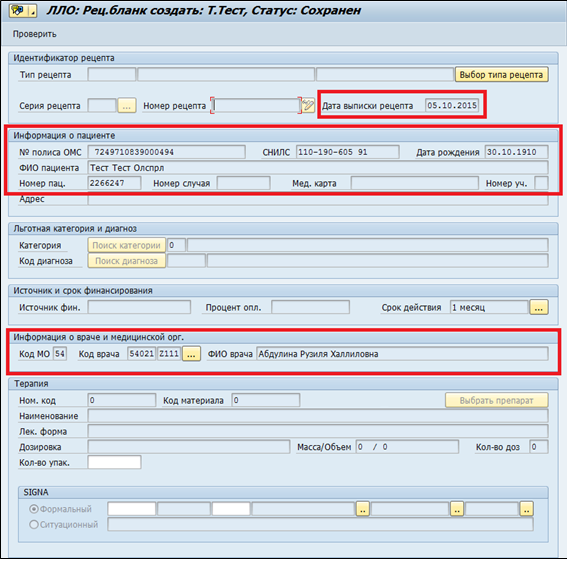 ЛЛО: Рец.бланк создать: Т.Тест, Статус: Сохранен
Проверить
Идентификатор рецепта
Тип рецепта Выбор типа рецепта
Серия рецепта ... Номер рецепта Дата выписки рецепта 05.10.2015
Информация о пациенте
№ полиса ОМС 7249710839000494 СНИЛС 110-190-605 91 Дата рождения 30.10.1910
ФИО пациента Тест Тест Олспрл
Номер пац. 2266247 Номер случая Мед. карта Номер уч.
Адрес
Льготная категория и диагноз
Категория Поиск категории 0
Код диагноза Поиск диагноза
Источник и срок финансирования
Источник фин. Процент опл. Срок действия 1 месяц ...
Информация о враче и медицинской орг.
Код МО 54 Код врача 54021 Z111 ... ФИО врача Абдулина Рузиля Халлиловна
Терапия
Ном. код 0 Код материала 0 Выбрать препарат
Наименование
Лек. форма
Дозировка Масса/Объем 0 / 0 Кол-во доз 0
Кол-во упак.
SIGNA
Формальный .. .. ..
Ситуационный